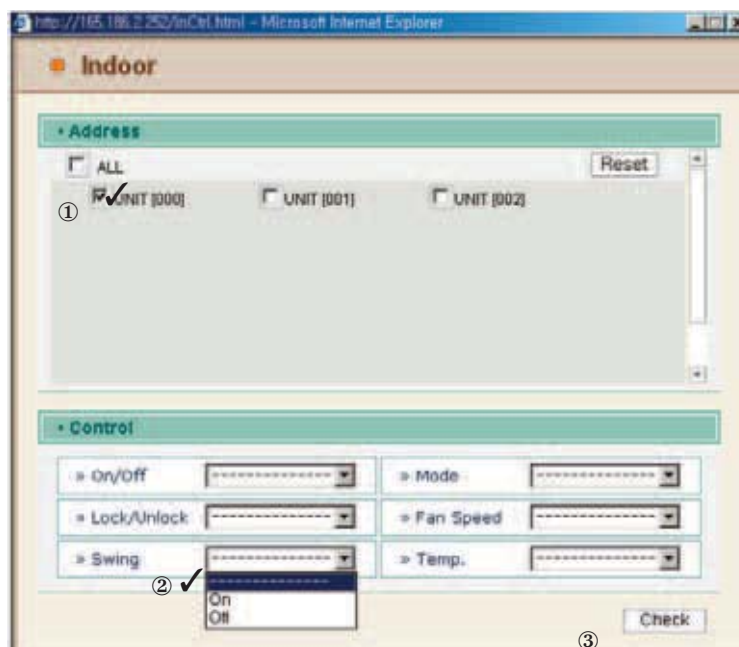 http://165.186.2.252/InCtrl.html - Microsoft Internet Explorer
Indoor
• Address
ALL Reset
① UNIT [000] UNIT [001] UNIT [002]
• Control
» On/Off -------------- » Mode --------------
» Lock/Unlock -------------- » Fan Speed --------------
» Swing -------------- » Temp. --------------
② --------------
On
Off
Check
③